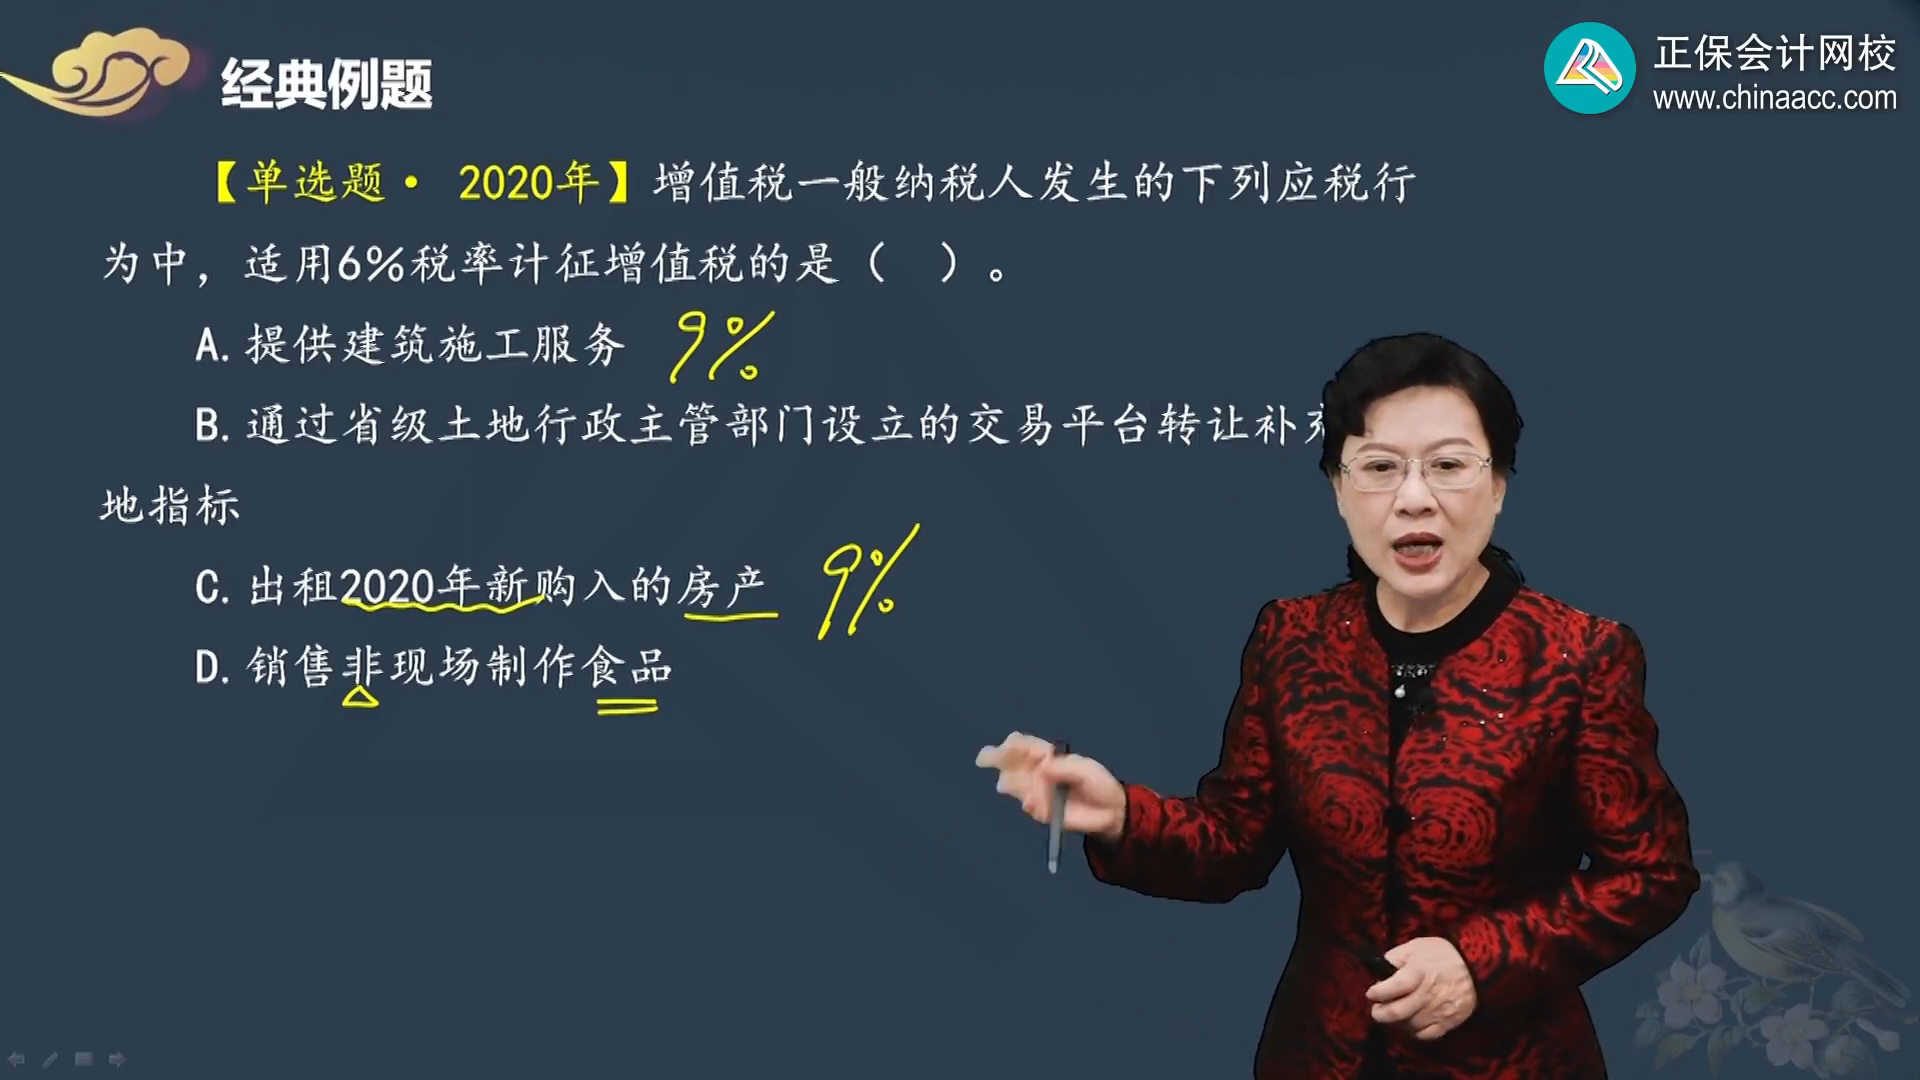 经典例题
正保会计网校
www.chinaacc.com
【单选题· 2020年】增值税一般纳税人发生的下列应税行
为中，适用6%税率计征增值税的是（ ）。
A. 提供建筑施工服务 9%
B. 通过省级土地行政主管部门设立的交易平台转让补充
地指标
C. 出租2020年新购入的房产 9%
D. 销售非现场制作食品